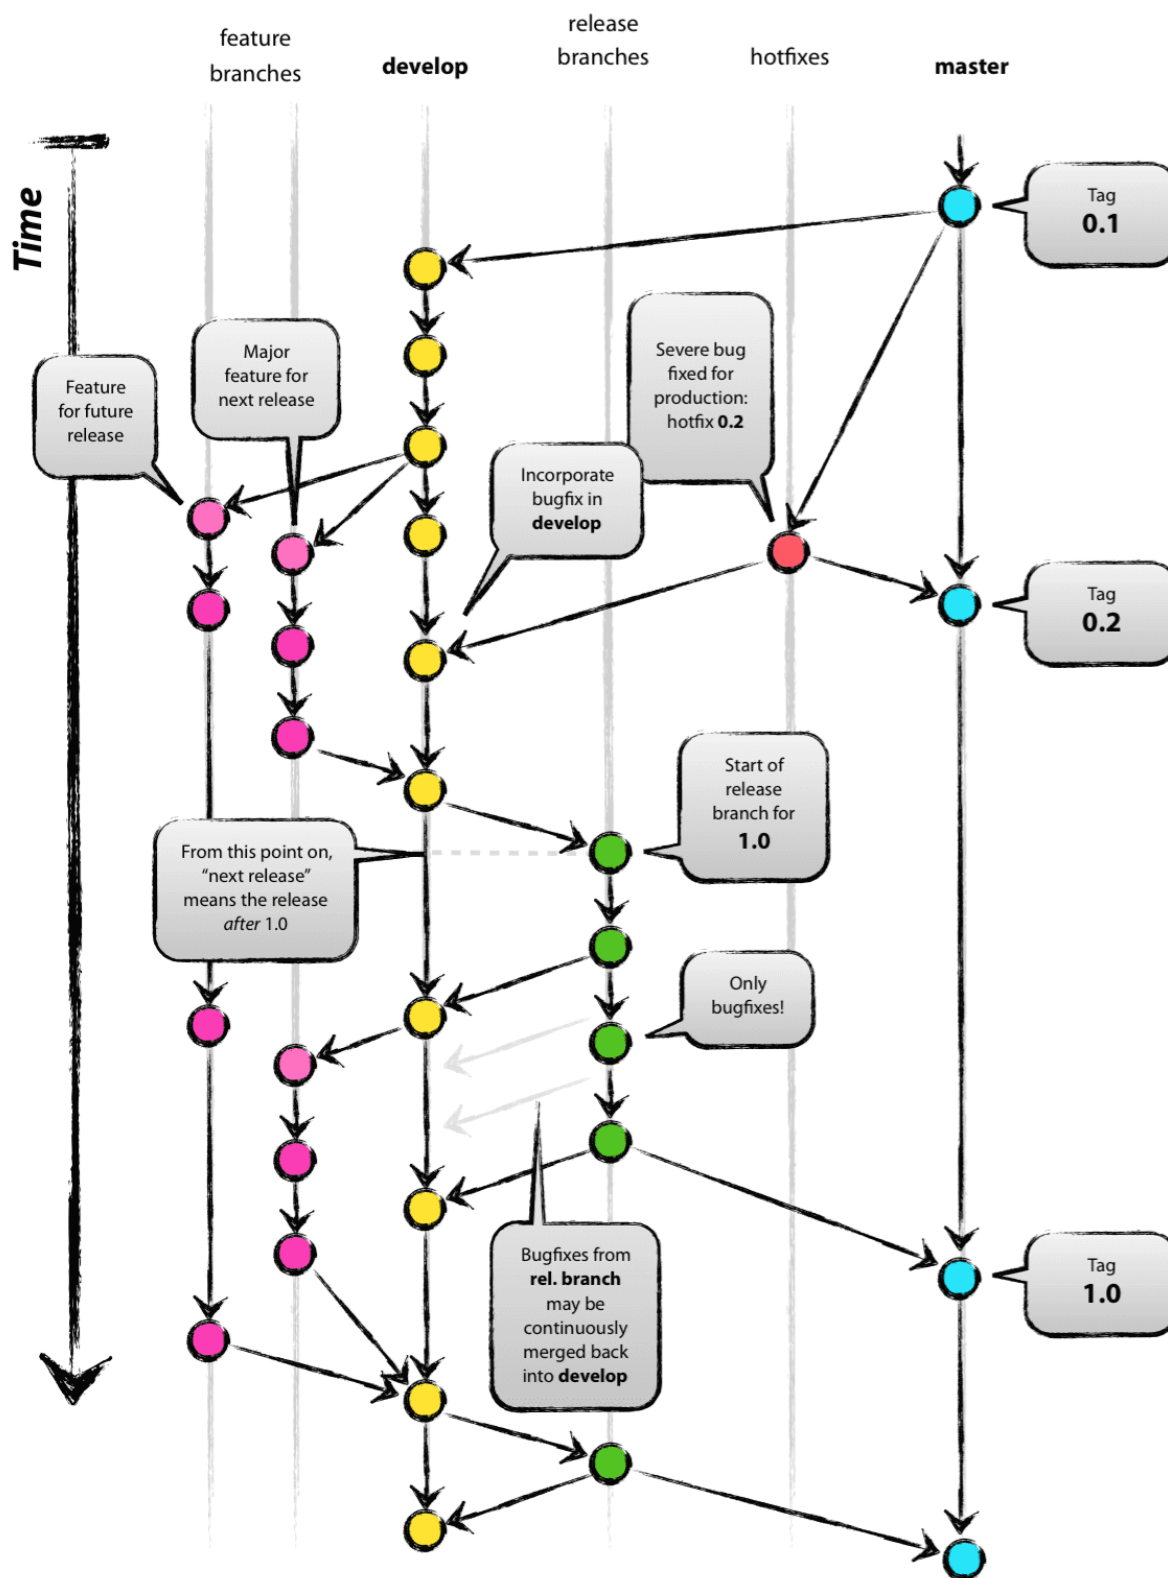 feature
branches
develop
release
branches
hotfixes
master
Time
Tag
0.1
Major
feature for
next release
Feature
for future
release
Severe bug
fixed for
production:
hotfix 0.2
Incorporate
bugfix in
develop
Tag
0.2
Start of
release
branch for
1.0
From this point on,
“next release”
means the release
after 1.0
Only
bugfixes!
Bugfixes from
rel. branch
may be
continuously
merged back
into develop
Tag
1.0